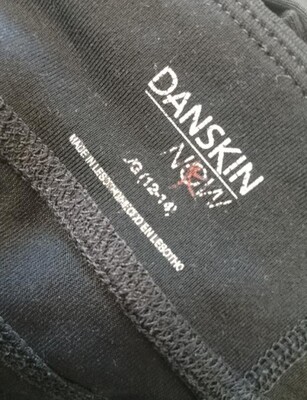 DANSKIN
NOW
/G (12-14)
MADE IN LESOTHO/HECHO EN LESOTHO